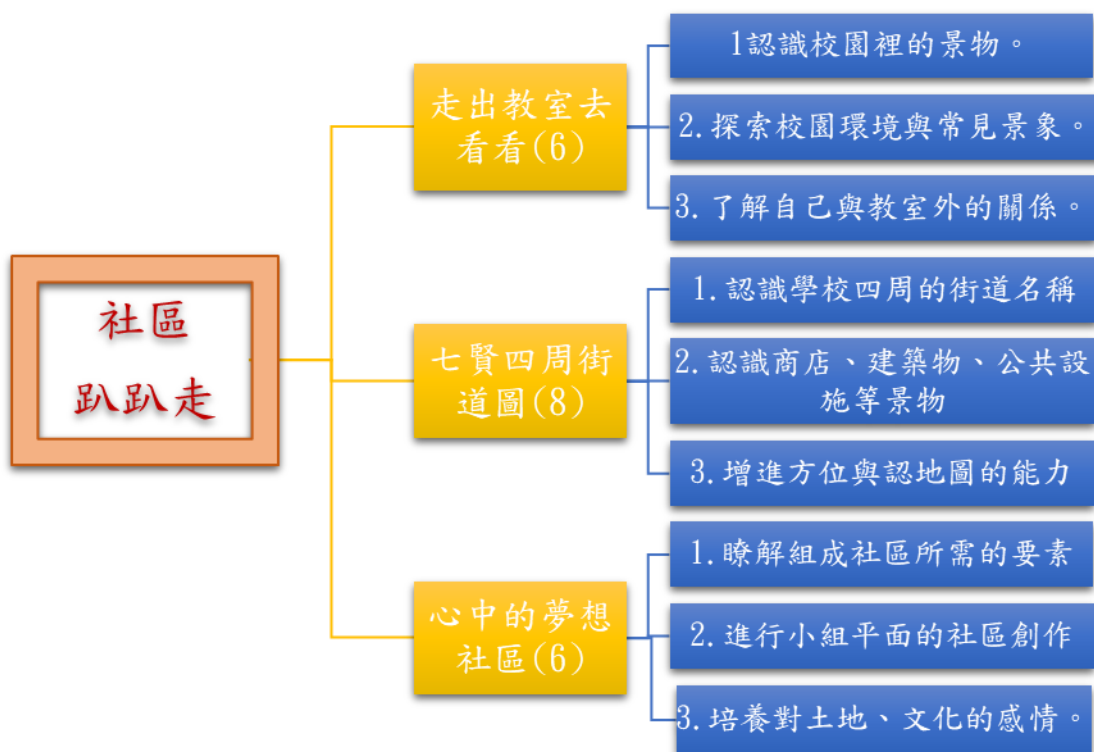 社區
趴趴走
走出教室去
看看(6)
1認識校園裡的景物。
2.探索校園環境與常見景象。
3.了解自己與教室外的關係。
七賢四周街
道圖(8)
1.認識學校四周的街道名稱
2.認識商店、建築物、公共設
施等景物
3.增進方位與認地圖的能力
心中的夢想
社區(6)
1.瞭解組成社區所需的要素
2.進行小組平面的社區創作
3.培養對土地、文化的感情。